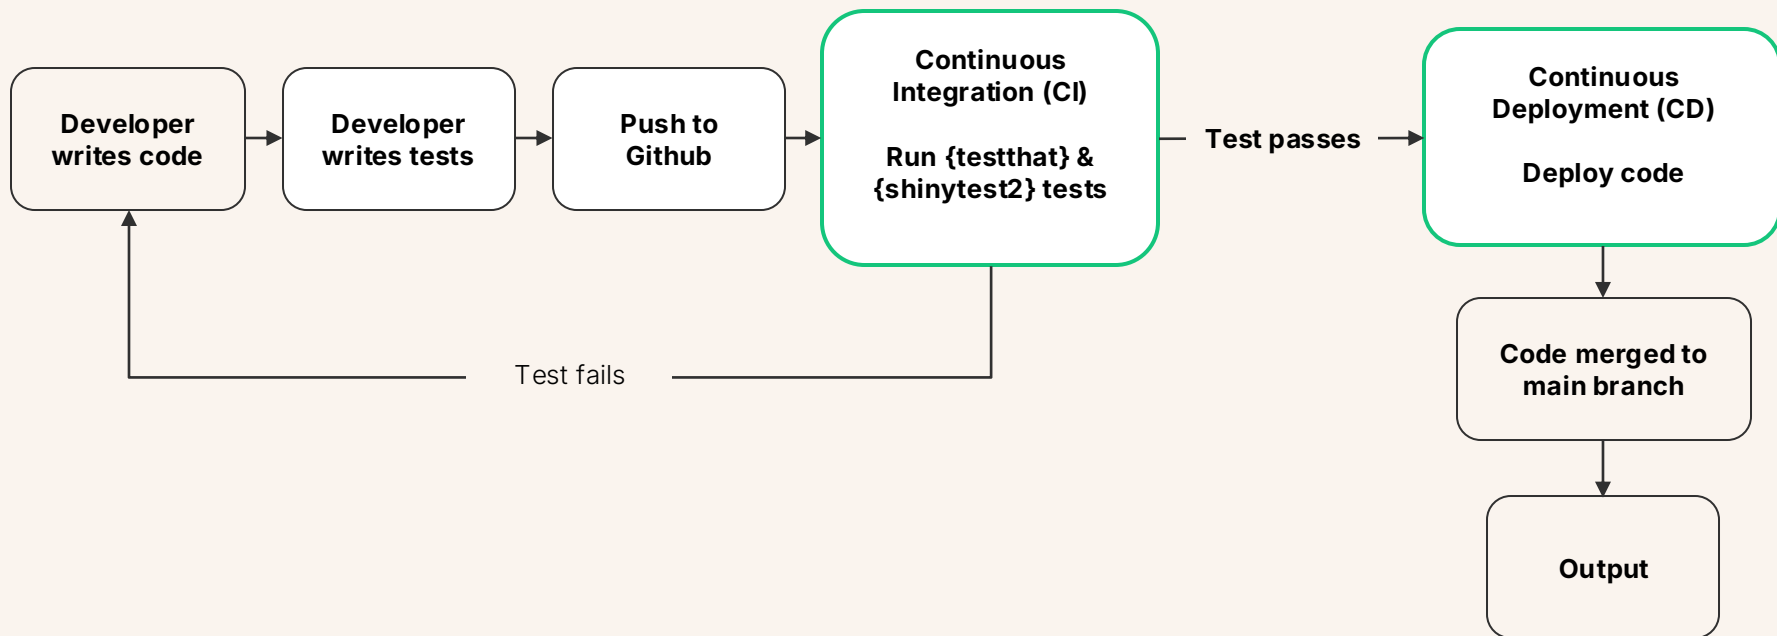 Developer
writes code
Developer
writes tests
Push to
Github
Continuous
Integration (CI)
Run {testthat} &
{shinytest2} tests
Test passes
Continuous
Deployment (CD)
Deploy code
Test fails
Code merged to
main branch
Output